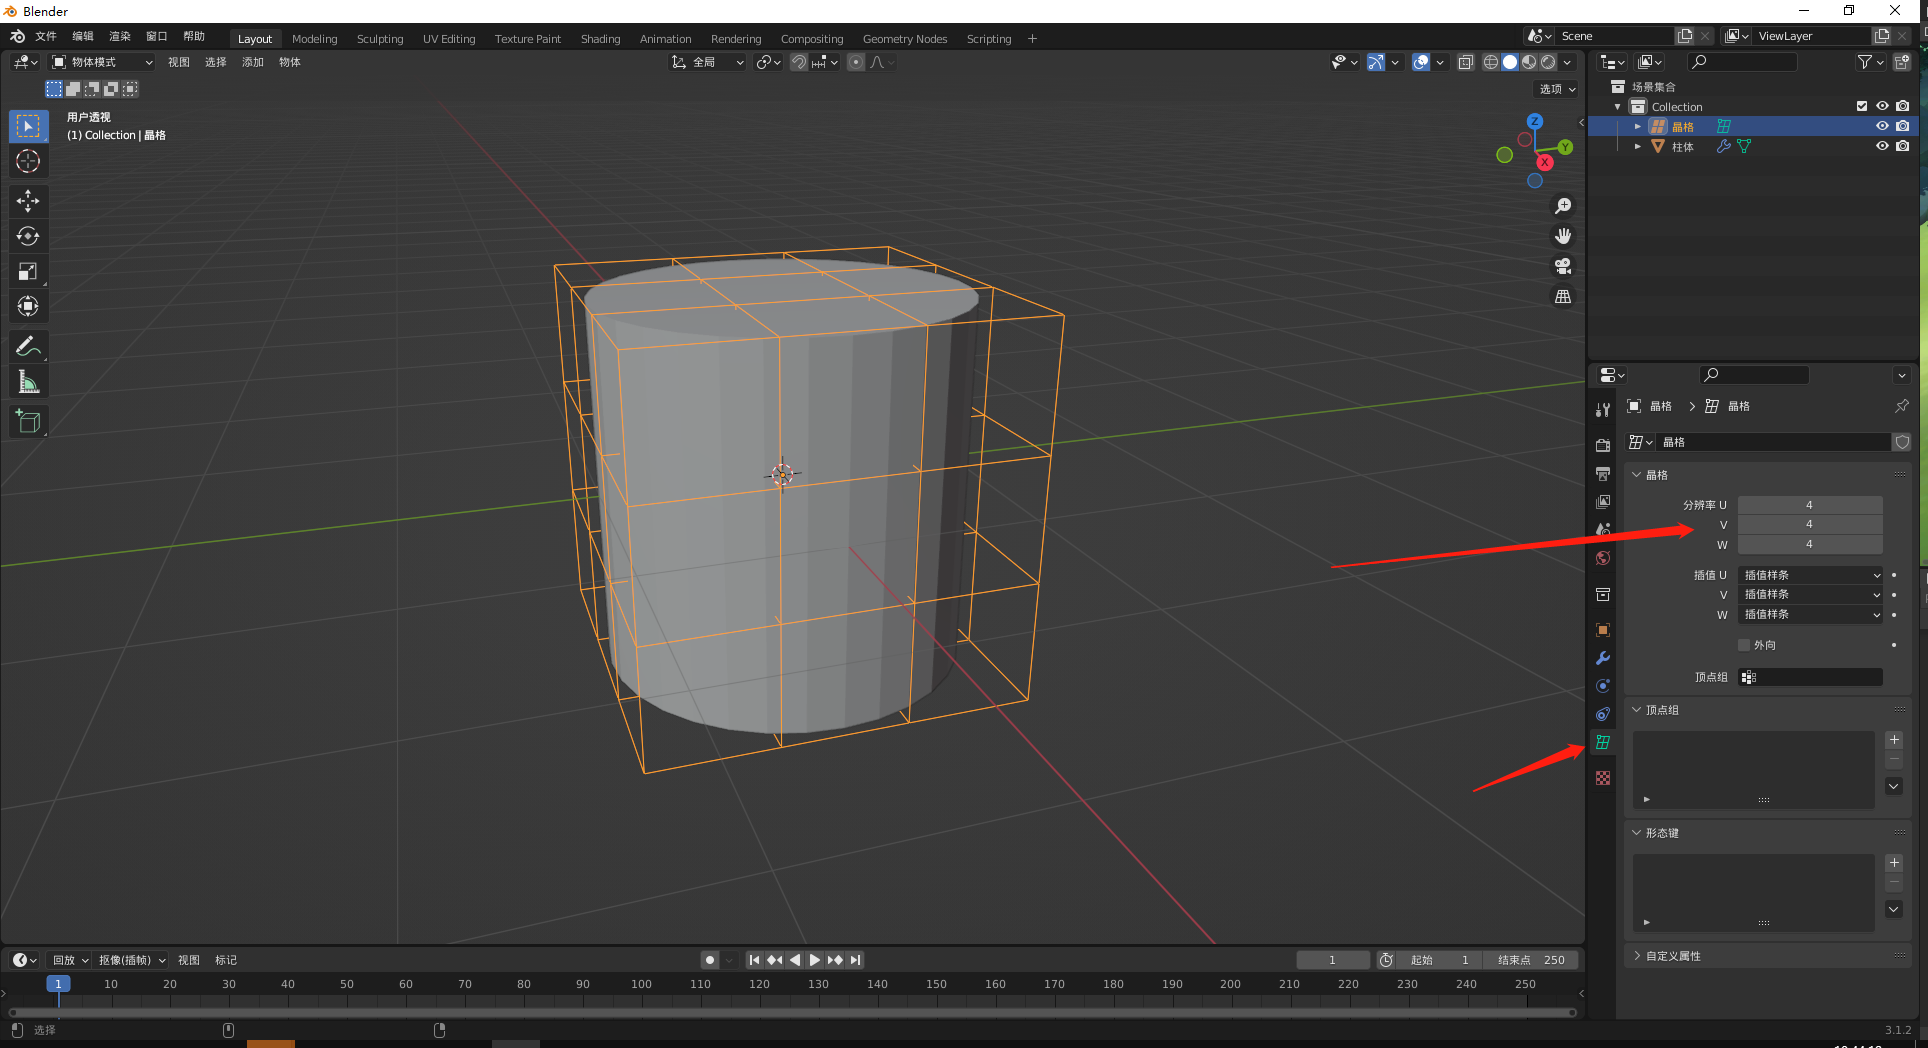 Blender
文件 编辑 渲染 窗口 帮助 Layout Modeling Sculpting UV Editing Texture Paint Shading Animation Rendering Compositing Geometry Nodes Scripting + Scene ViewLayer
物体模式 视图 选择 添加 物体 全局
选项
用户透视
(1) Collection | 晶格
Z
Y
X
场景集合
Collection
晶格
柱体
晶格 晶格
晶格
晶格
分辨率 U 4
V 4
W 4
插值 U 插值样条
V 插值样条
W 插值样条
外向
顶点组
顶点组
形态键
自定义属性
回放 抠像(插帧) 视图 标记 1 起始 1 结束点 250
1 10 20 30 40 50 60 70 80 90 100 110 120 130 140 150 160 170 180 190 200 210 220 230 240 250
选择 3.1.2